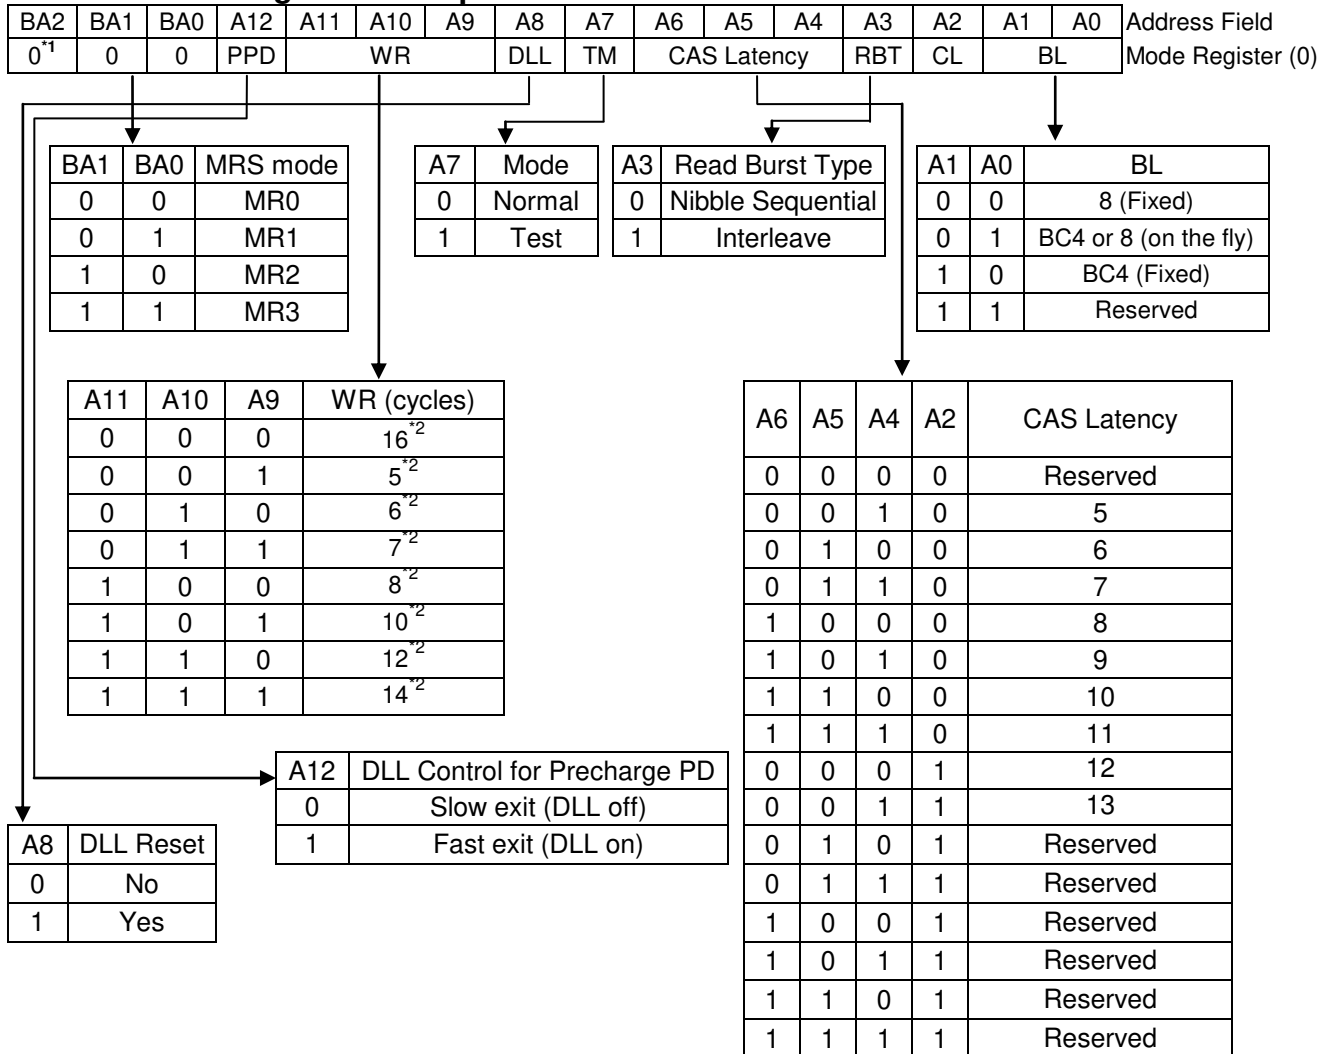 BA2 BA1 BA0 A12 A11 A10 A9 A8 A7 A6 A5 A4 A3 A2 A1 A0 Address Field
0*1 0 0 PPD WR DLL TM CAS Latency RBT CL BL Mode Register (0)
BA1 BA0 MRS mode
0 0 MR0
0 1 MR1
1 0 MR2
1 1 MR3
A7 Mode
0 Normal
1 Test
A3 Read Burst Type
0 Nibble Sequential
1 Interleave
A1 A0 BL
0 0 8 (Fixed)
0 1 BC4 or 8 (on the fly)
1 0 BC4 (Fixed)
1 1 Reserved
A11 A10 A9 WR (cycles)
0 0 0 16*2
0 0 1 5*2
0 1 0 6*2
0 1 1 7*2
1 0 0 8*2
1 0 1 10*2
1 1 0 12*2
1 1 1 14*2
A6 A5 A4 A2 CAS Latency
0 0 0 0 Reserved
0 0 1 0 5
0 1 0 0 6
0 1 1 0 7
1 0 0 0 8
1 0 1 0 9
1 1 0 0 10
1 1 1 0 11
0 0 0 1 12
0 0 1 1 13
0 1 0 1 Reserved
0 1 1 1 Reserved
1 0 0 1 Reserved
1 0 1 1 Reserved
1 1 0 1 Reserved
1 1 1 1 Reserved
A12 DLL Control for Precharge PD
0 Slow exit (DLL off)
1 Fast exit (DLL on)
A8 DLL Reset
0 No
1 Yes